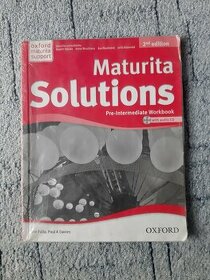 oxford
maturita
support
2nd edition
Maturita
Solutions
Pre-Intermediate Workbook
with audio CD
Tim Falla, Paul A Davies
OXFORD